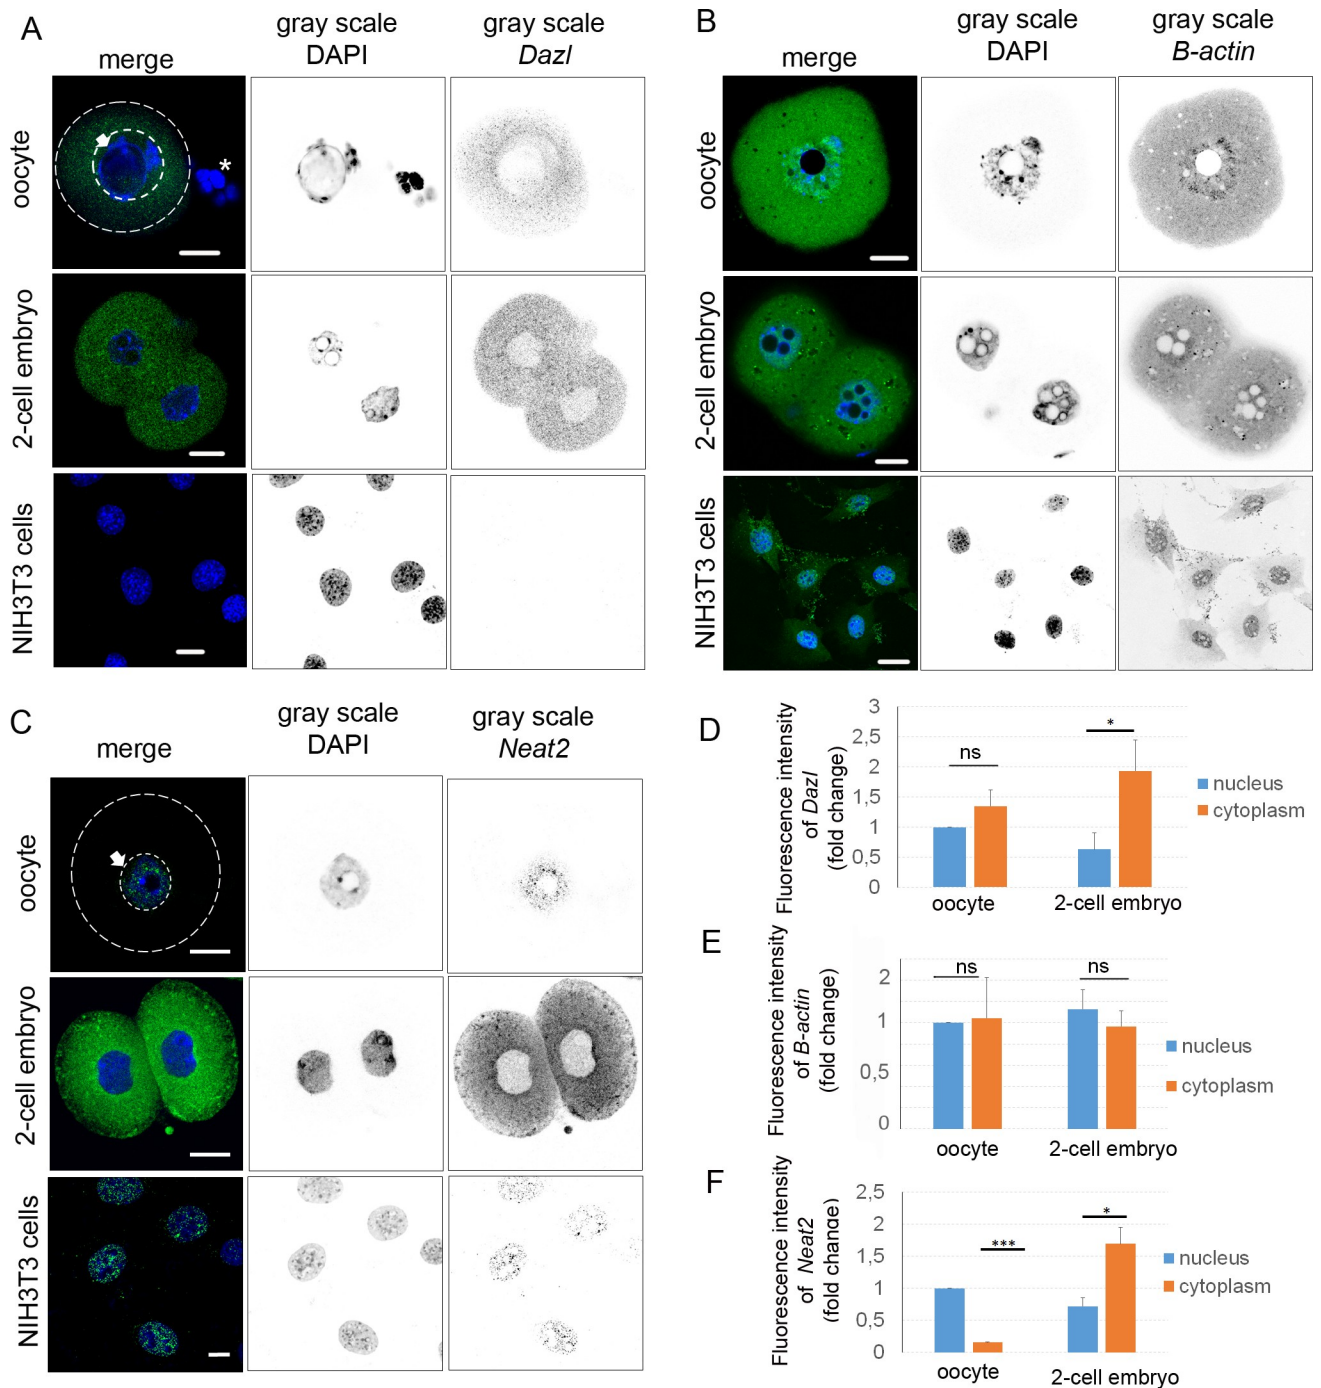 A
gray scale
DAPI
gray scale
Dazl
merge
oocyte
*
2-cell embryo
NIH3T3 cells
B
gray scale
DAPI
gray scale
B-actin
merge
oocyte
2-cell embryo
NIH3T3 cells
C
gray scale
DAPI
gray scale
Neat2
merge
oocyte
2-cell embryo
NIH3T3 cells
D
Fluorescence intensity
of Dazl
(fold change)
3
2,5
2
1,5
1
0,5
0
ns
*
oocyte
2-cell embryo
nucleus
cytoplasm
E
Fluorescence intensity
of B-actin
(fold change)
2
1
0,5
0
ns
ns
oocyte
2-cell embryo
nucleus
cytoplasm
F
Fluorescence intensity
of Neat2
(fold change)
2,5
2
1,5
1
0,5
0
***
*
oocyte
2-cell embryo
nucleus
cytoplasm